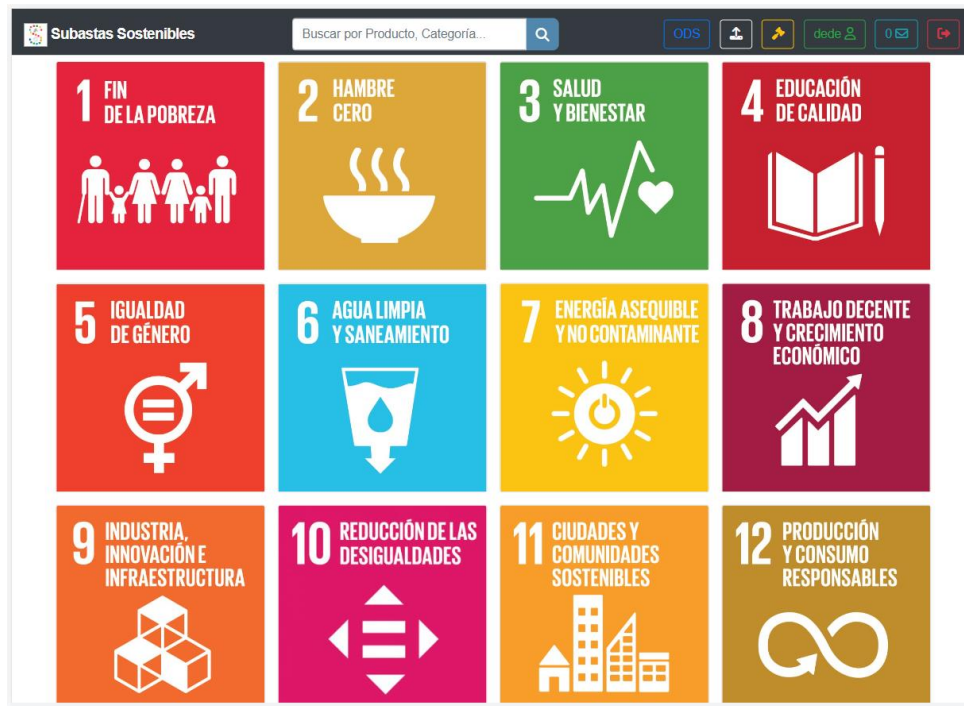 Subastas Sostenibles
Buscar por Producto, Categoría...
ODS
dede
0
1 FIN
DE LA POBREZA
2 HAMBRE
CERO
3 SALUD
Y BIENESTAR
4 EDUCACIÓN
DE CALIDAD
5 IGUALDAD
DE GÉNERO
6 AGUA LIMPIA
Y SANEAMIENTO
7 ENERGÍA ASEQUIBLE
Y NO CONTAMINANTE
8 TRABAJO DECENTE
Y CRECIMIENTO
ECONÓMICO
9 INDUSTRIA,
INNOVACIÓN E
INFRAESTRUCTURA
10 REDUCCIÓN DE LAS
DESIGUALDADES
11 CIUDADES Y
COMUNIDADES
SOSTENIBLES
12 PRODUCCIÓN
Y CONSUMO
RESPONSABLES